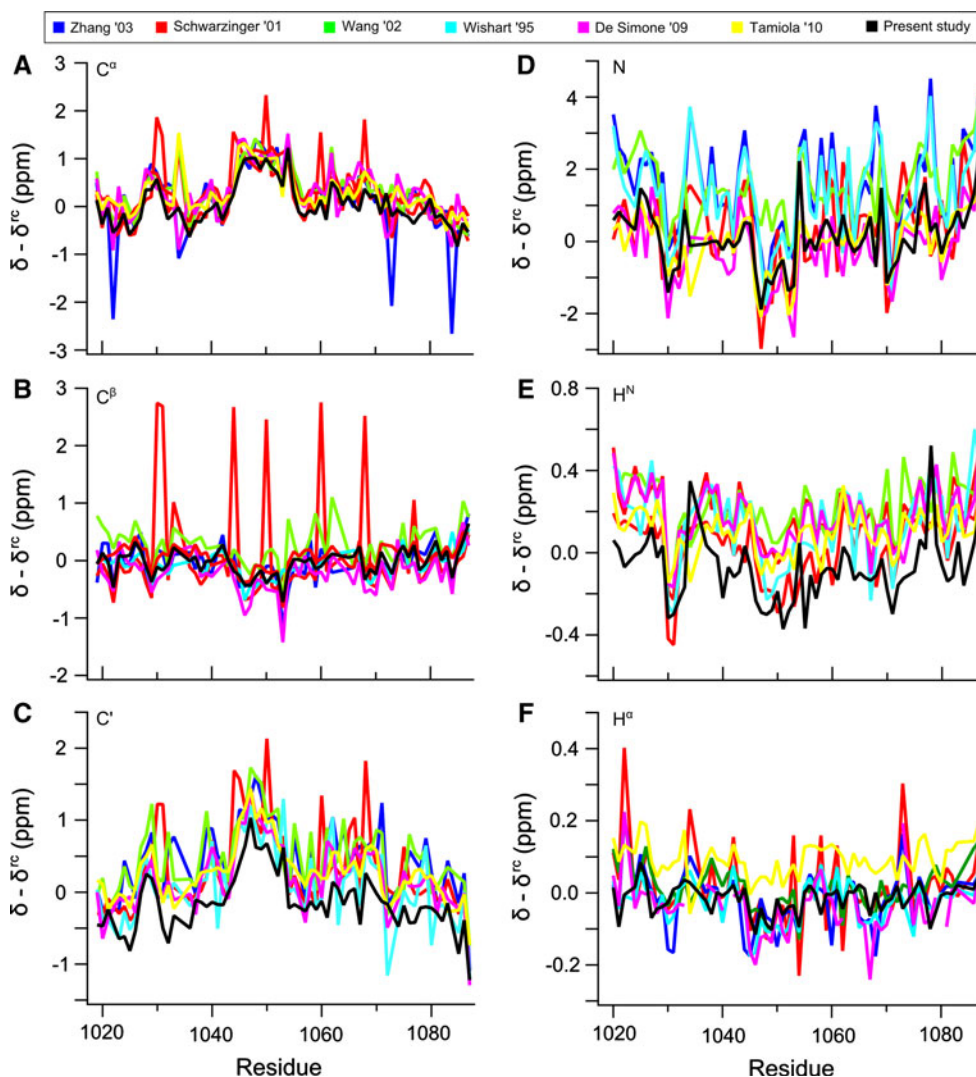 Zhang '03 Schwarzinger '01 Wang '02 Wishart '95 De Simone '09 Tamiola '10 Present study
A
Cα
3
2
1
0
-1
-2
-3
δ - δrc (ppm)
B
Cβ
3
2
1
0
-1
-2
δ - δrc (ppm)
C
C'
2
1
0
-1
δ - δrc (ppm)
1020 1040 1060 1080
Residue
D
N
4
2
0
-2
δ - δrc (ppm)
E
HN
0.8
0.4
0.0
-0.4
δ - δrc (ppm)
F
Hα
0.4
0.2
0.0
-0.2
δ - δrc (ppm)
1020 1040 1060 1080
Residue